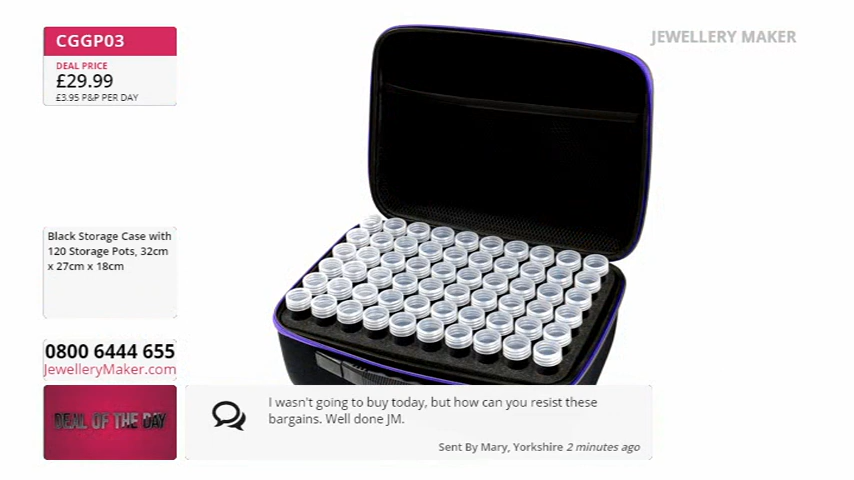 CGGP03
DEAL PRICE
£29.99
£3.95 P&P PER DAY
JEWELLERY MAKER
Black Storage Case with
120 Storage Pots, 32cm
x 27cm x 18cm
0800 6444 655
JewelleryMaker.com
DEAL OF THE DAY
I wasn't going to buy today, but how can you resist these
bargains. Well done JM.
Sent By Mary, Yorkshire 2 minutes ago